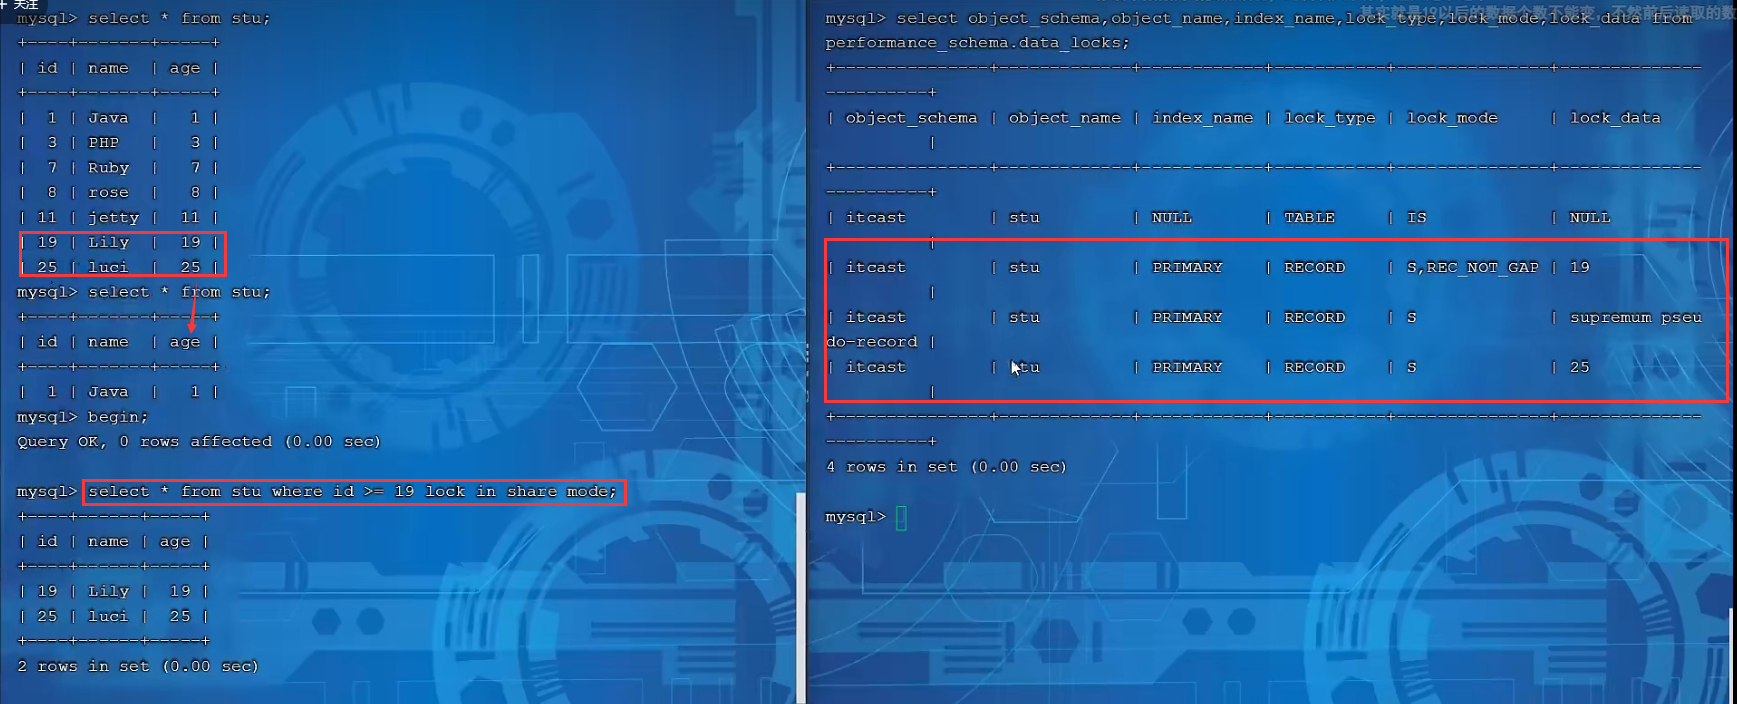 + 关注
mysql> select * from stu;
+----+-------+-----+
| id | name  | age |
+----+-------+-----+
|  1 | Java  |   1 |
|  3 | PHP   |   3 |
|  7 | Ruby  |   7 |
|  8 | rose  |   8 |
| 11 | jetty |  11 |
| 19 | Lily  |  19 |
| 25 | luci  |  25 |
mysql> select * from stu;
+----+-------+-----+
| id | name  | age |
+----+-------+-----+
|  1 | Java  |   1 |
mysql> begin;
Query OK, 0 rows affected (0.00 sec)
mysql> select * from stu where id >= 19 lock in share mode;
+----+------+-----+
| id | name | age |
+----+------+-----+
| 19 | Lily |  19 |
| 25 | luci |  25 |
+----+------+-----+
2 rows in set (0.00 sec)
其实就是19以后的数据个数不能变，不然前后读取的数
mysql> select object_schema,object_name,index_name,lock_type,lock_mode,lock_data from
performance_schema.data_locks;
+---------------+-------------+------------+-----------+---------------+-------------
----------+
| object_schema | object_name | index_name | lock_type | lock_mode     | lock_data
          |
+---------------+-------------+------------+-----------+---------------+-------------
----------+
| itcast        | stu         | NULL       | TABLE     | IS            | NULL
          |
| itcast        | stu         | PRIMARY    | RECORD    | S,REC_NOT_GAP | 19
          |
| itcast        | stu         | PRIMARY    | RECORD    | S             | supremum pseu
do-record |
| itcast        | stu         | PRIMARY    | RECORD    | S             | 25
          |
+---------------+-------------+------------+-----------+---------------+-------------
----------+
4 rows in set (0.00 sec)
mysql>